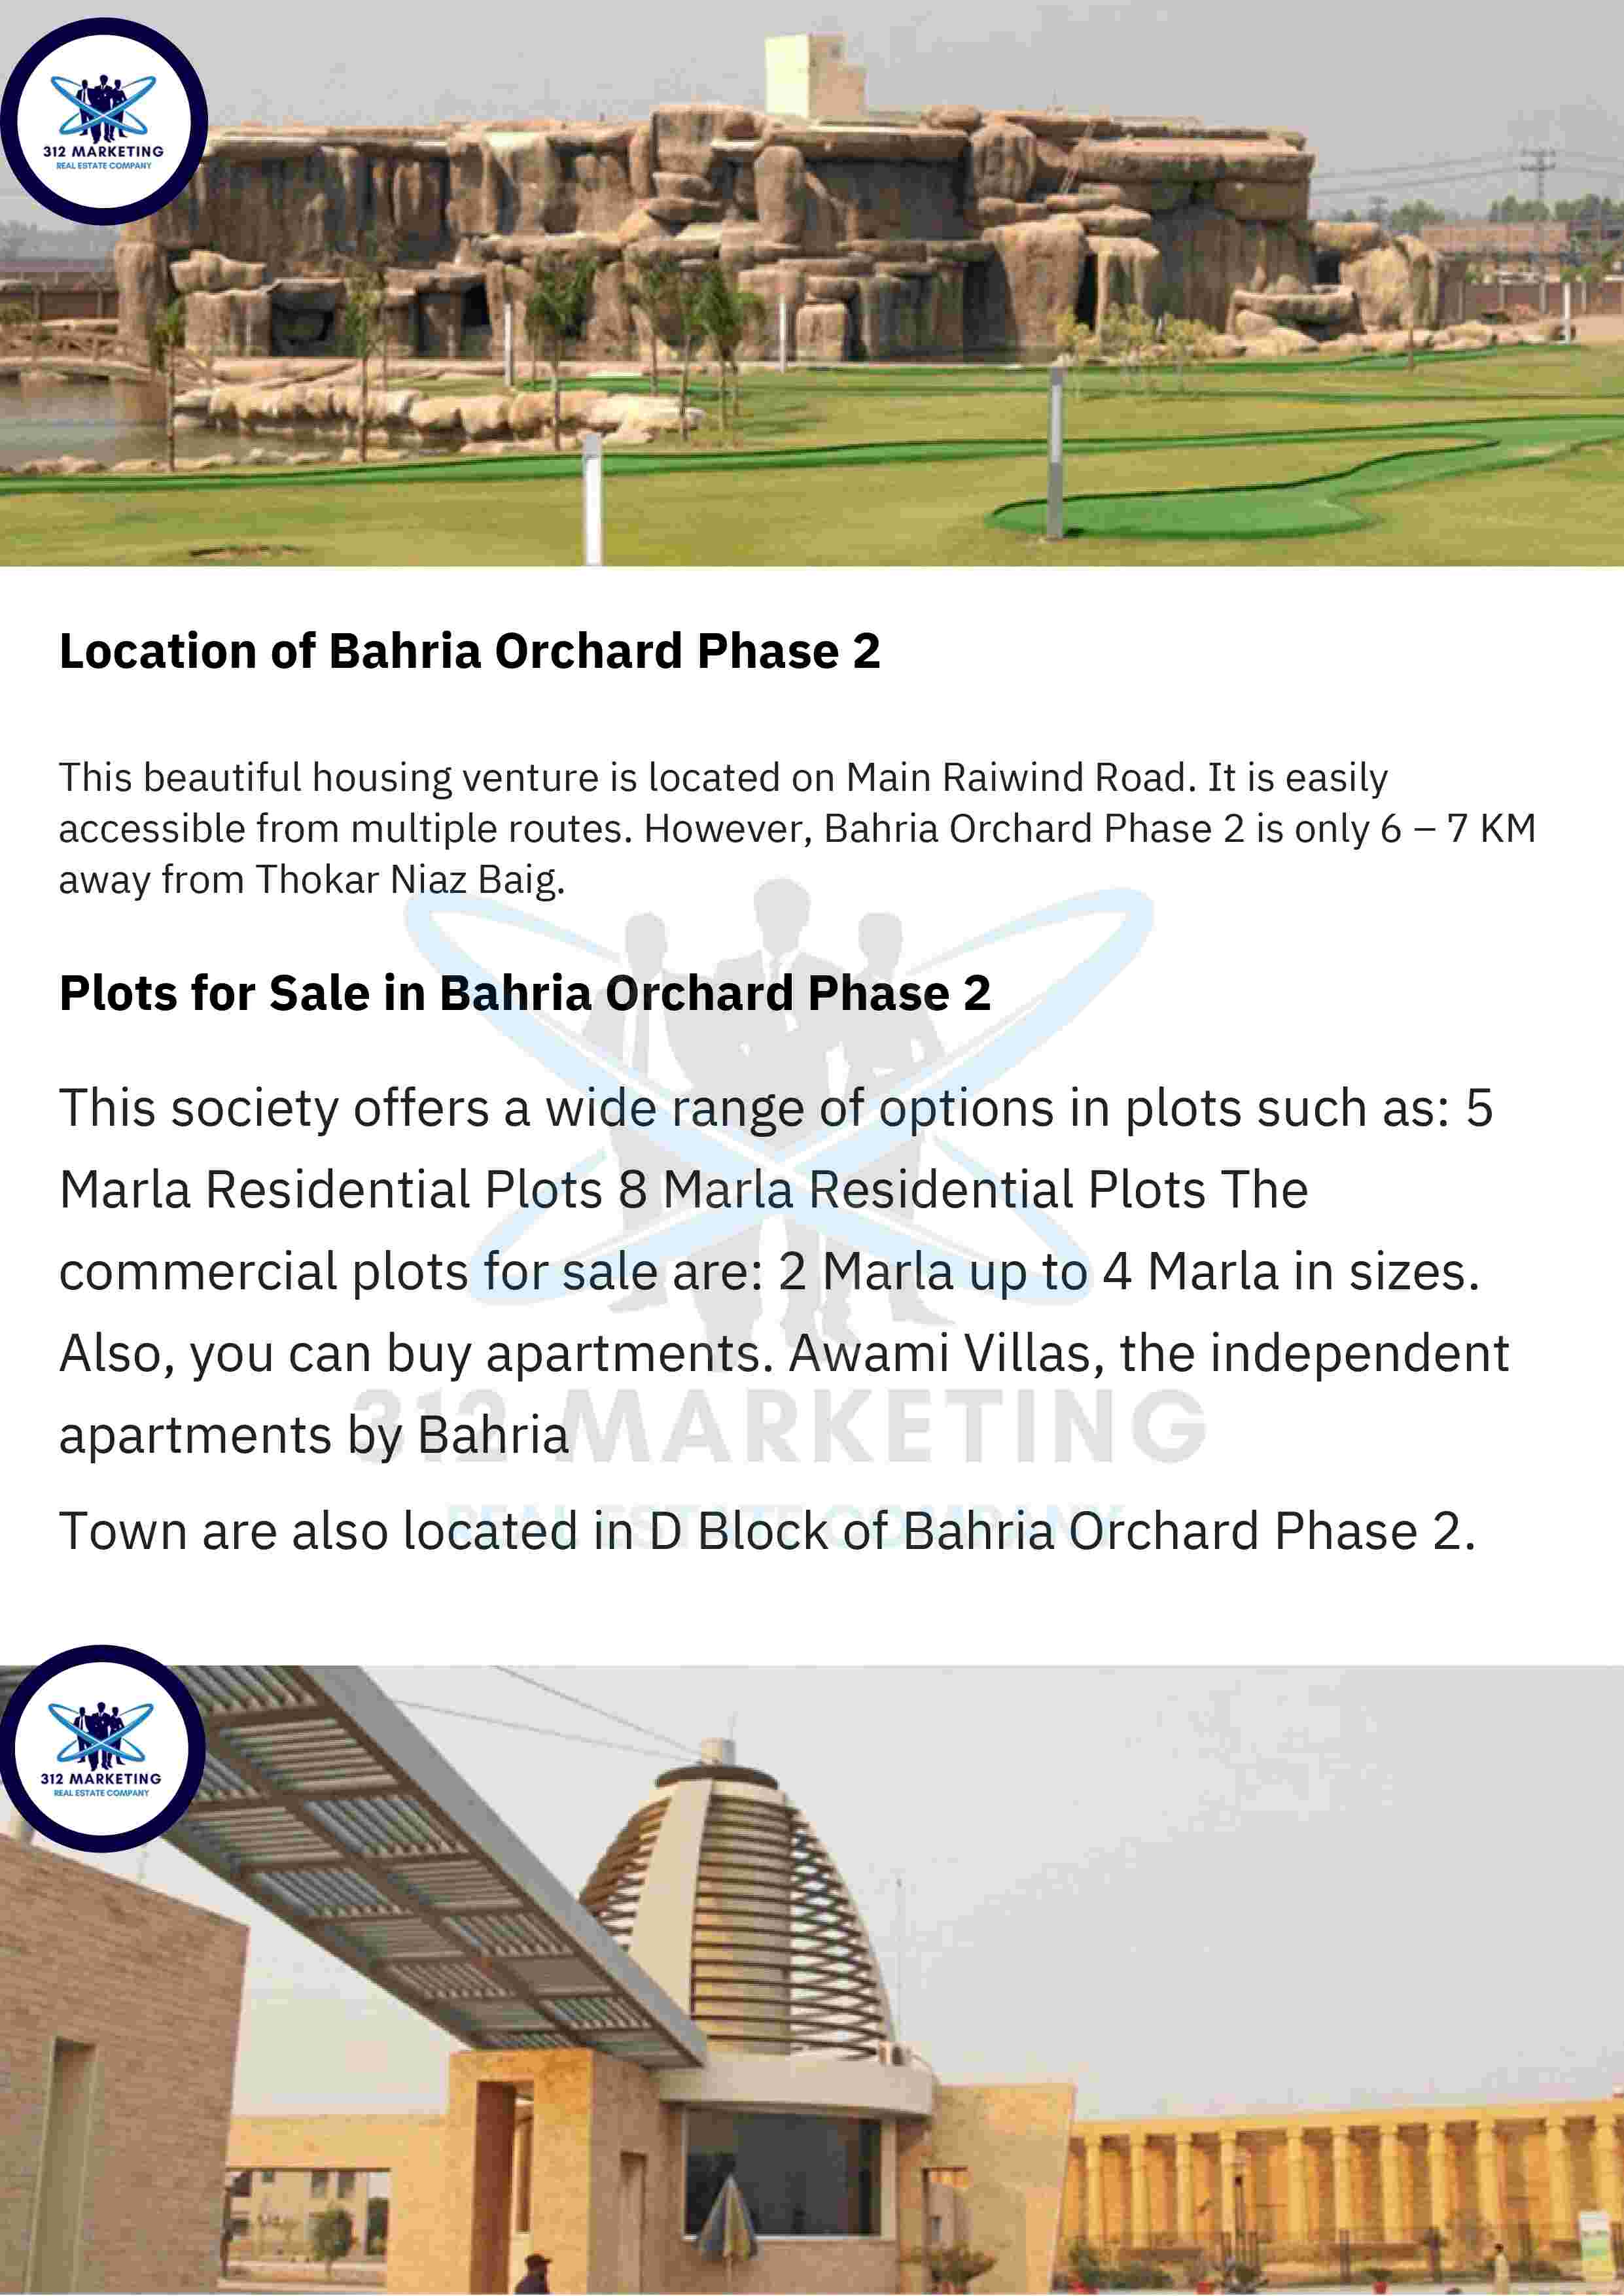 312 MARKETING
REAL ESTATE COMPANY
Location of Bahria Orchard Phase 2
This beautiful housing venture is located on Main Raiwind Road. It is easily
accessible from multiple routes. However, Bahria Orchard Phase 2 is only 6 – 7 KM
away from Thokar Niaz Baig.
Plots for Sale in Bahria Orchard Phase 2
This society offers a wide range of options in plots such as: 5
Marla Residential Plots 8 Marla Residential Plots The
commercial plots for sale are: 2 Marla up to 4 Marla in sizes.
Also, you can buy apartments. Awami Villas, the independent
apartments by Bahria
312 MARKETING
REAL ESTATE COMPANY
Town are also located in D Block of Bahria Orchard Phase 2.
312 MARKETING
REAL ESTATE COMPANY